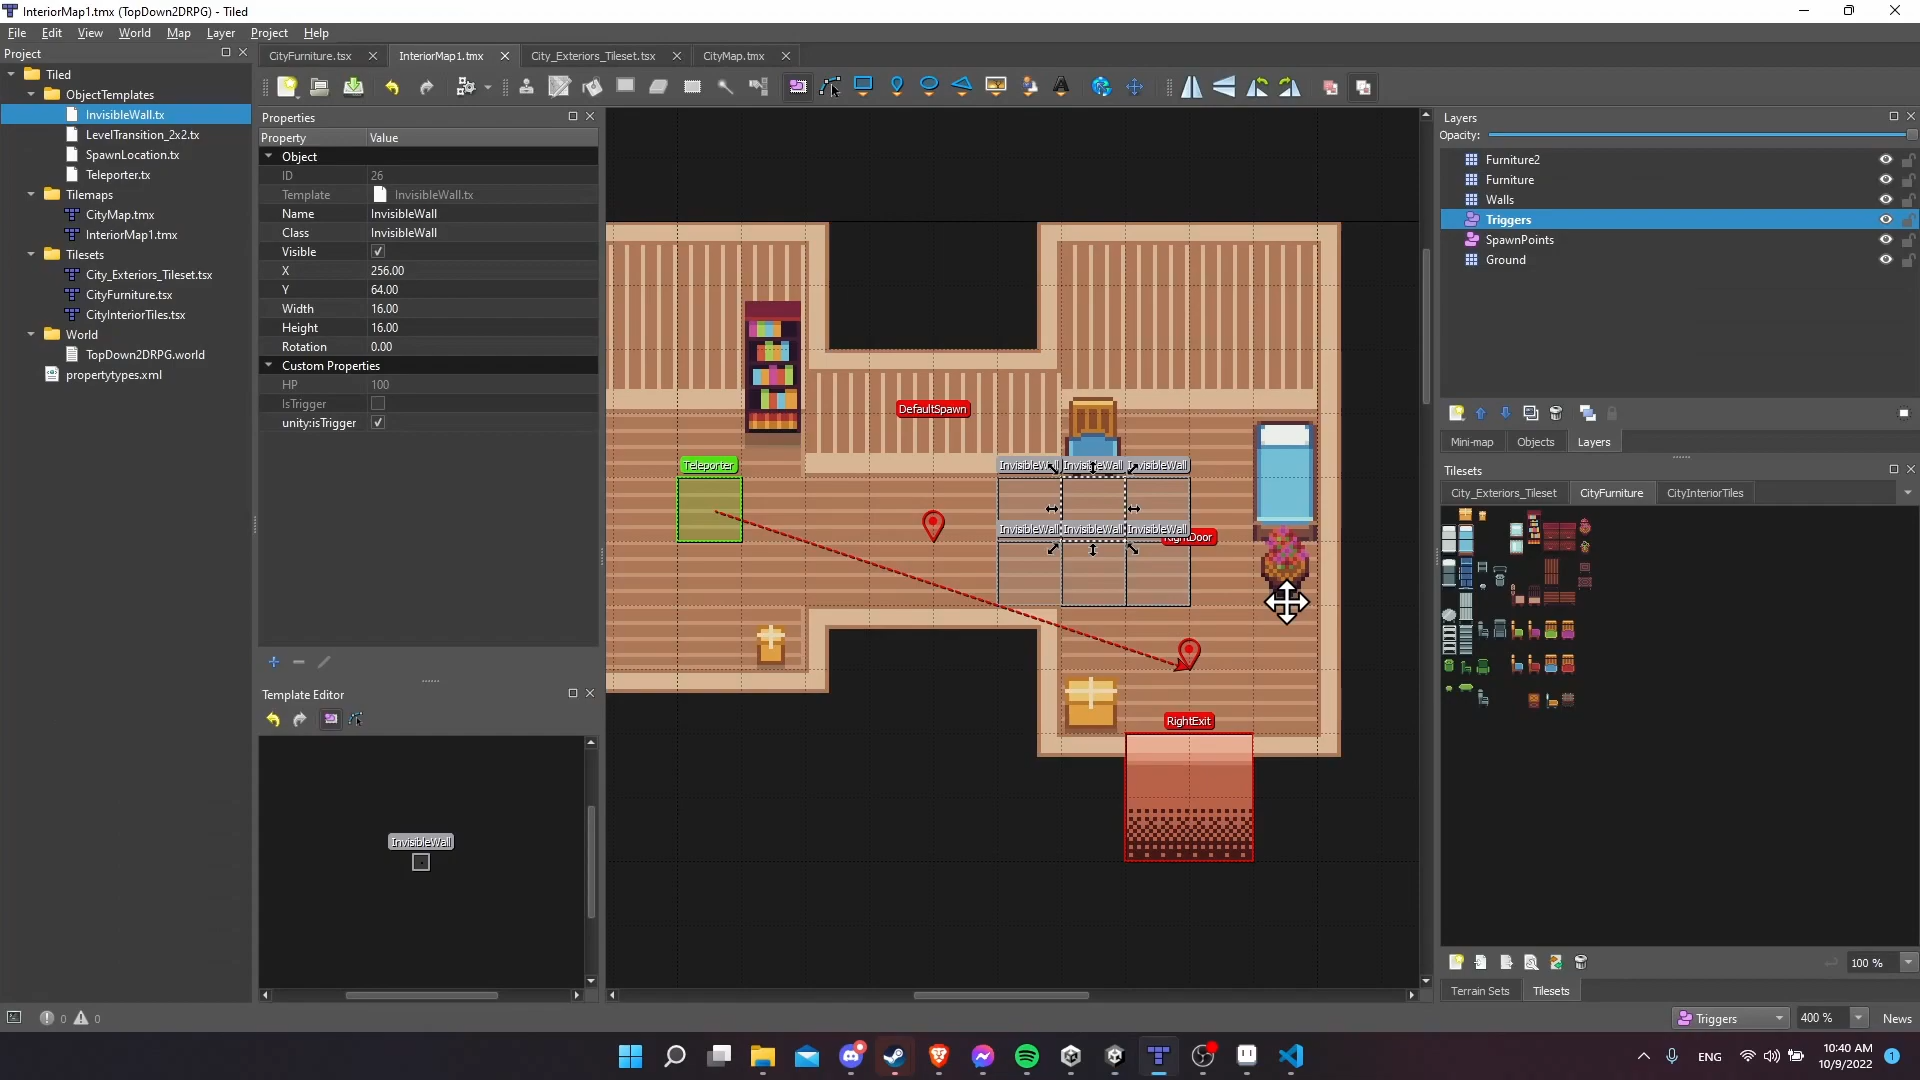 InteriorMap1.tmx (TopDown2DRPG) - Tiled
File Edit View World Map Layer Project Help
Project
Tiled
ObjectTemplates
InvisibleWall.tx
LevelTransition_2x2.tx
SpawnLocation.tx
Teleporter.tx
Tilemaps
CityMap.tmx
InteriorMap1.tmx
Tilesets
City_Exteriors_Tileset.tsx
CityFurniture.tsx
CityInteriorTiles.tsx
World
TopDown2DRPG.world
propertytypes.xml
CityFurniture.tsx InteriorMap1.tmx City_Exteriors_Tileset.tsx CityMap.tmx
Properties
Property Value
Object
ID 26
Template InvisibleWall.tx
Name InvisibleWall
Class InvisibleWall
Visible
X 256.00
Y 64.00
Width 16.00
Height 16.00
Rotation 0.00
Custom Properties
HP 100
IsTrigger
unity:isTrigger
Template Editor
InvisibleWall
DefaultSpawn
Teleporter
InvisibleWall InvisibleWall InvisibleWall
InvisibleWall InvisibleWall InvisibleWall
RightDoor
RightExit
Layers
Opacity:
Furniture2
Furniture
Walls
Triggers
SpawnPoints
Ground
Mini-map Objects Layers
Tilesets
City_Exteriors_Tileset CityFurniture CityInteriorTiles
100 %
Terrain Sets Tilesets
0 0
Triggers 400 % News
ENG
10:40 AM
10/9/2022
1